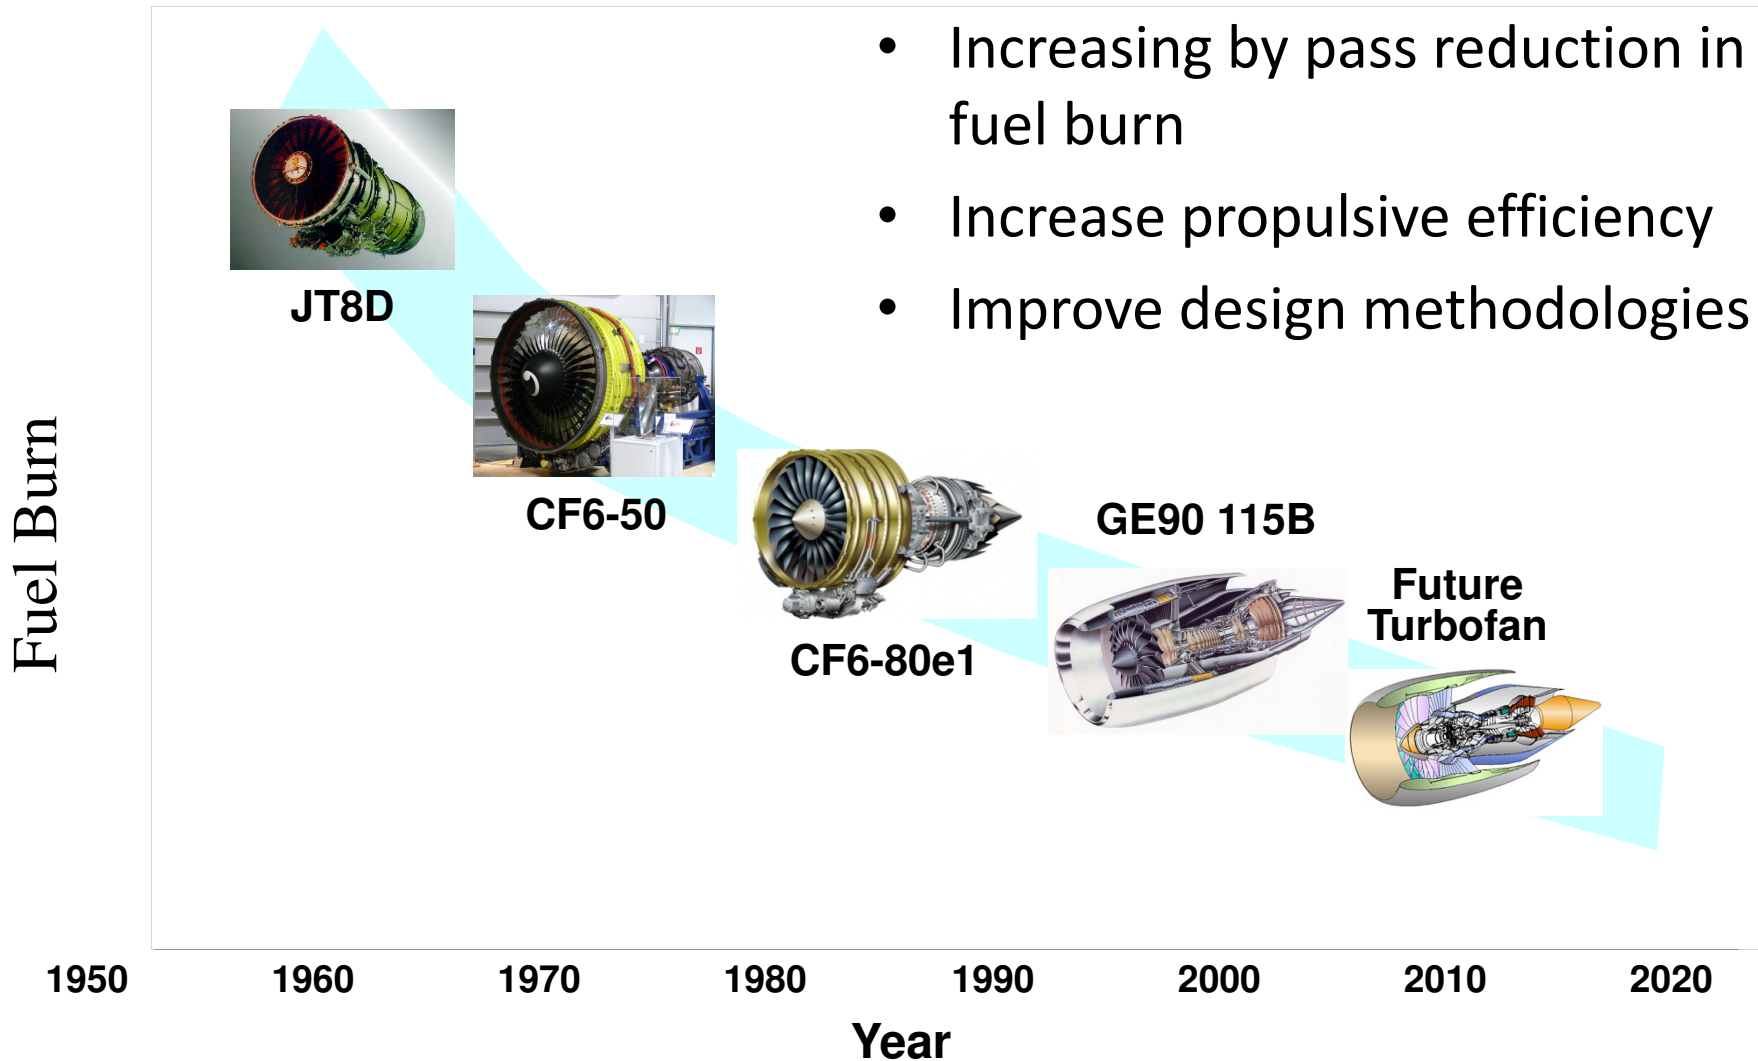 • Increasing by pass reduction in
fuel burn
• Increase propulsive efficiency
• Improve design methodologies
JT8D
CF6-50
CF6-80e1
GE90 115B
Future
Turbofan
Fuel Burn
1950 1960 1970 1980 1990 2000 2010 2020
Year